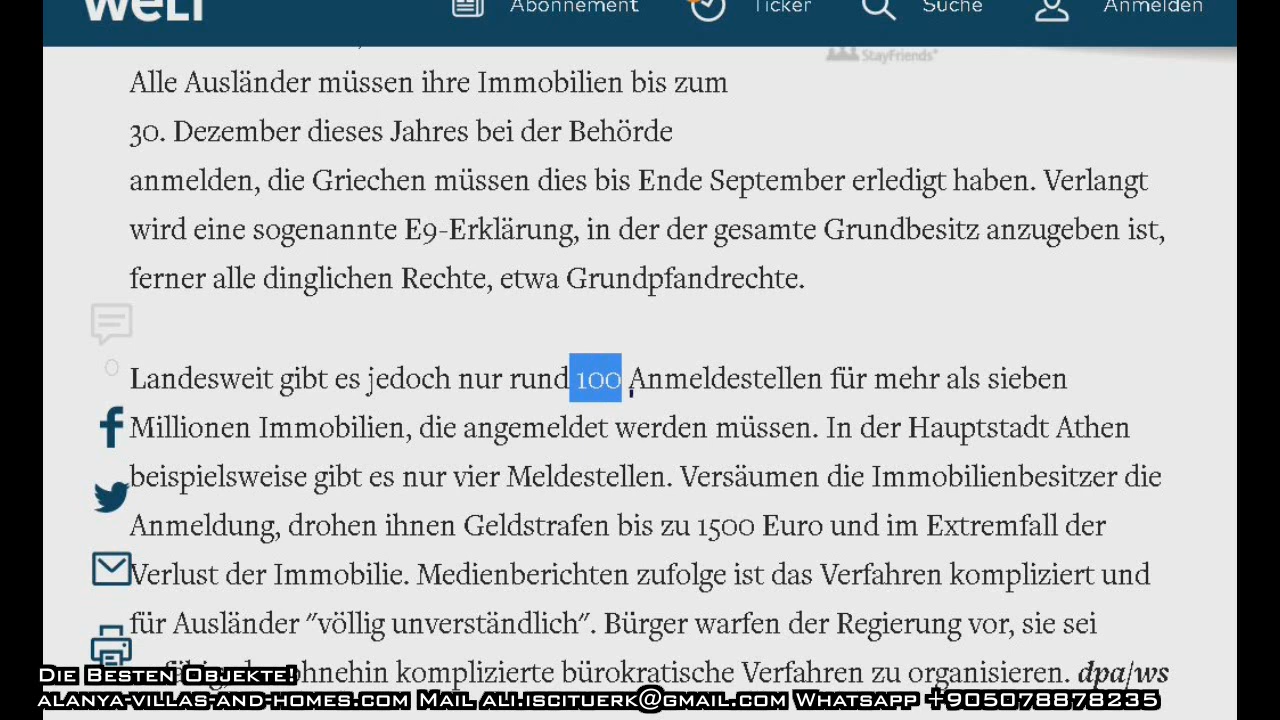 welt
Abonnement
Ticker
Suche
Anmelden
StayFriends
Alle Ausländer müssen ihre Immobilien bis zum
30. Dezember dieses Jahres bei der Behörde
anmelden, die Griechen müssen dies bis Ende September erledigt haben. Verlangt
wird eine sogenannte E9-Erklärung, in der der gesamte Grundbesitz anzugeben ist,
ferner alle dinglichen Rechte, etwa Grundpfandrechte.
Landesweit gibt es jedoch nur rund 100 Anmeldestellen für mehr als sieben
Millionen Immobilien, die angemeldet werden müssen. In der Hauptstadt Athen
beispielsweise gibt es nur vier Meldestellen. Versäumen die Immobilienbesitzer die
Anmeldung, drohen ihnen Geldstrafen bis zu 1500 Euro und im Extremfall der
Verlust der Immobilie. Medienberichten zufolge ist das Verfahren kompliziert und
für Ausländer "völlig unverständlich". Bürger warfen der Regierung vor, sie sei
ohnehin komplizierte bürokratische Verfahren zu organisieren. dpa/ws
Die Besten Objekte!
alanya-villas-and-homes.com Mail ali.iscituerk@gmail.com Whatsapp +905078878235